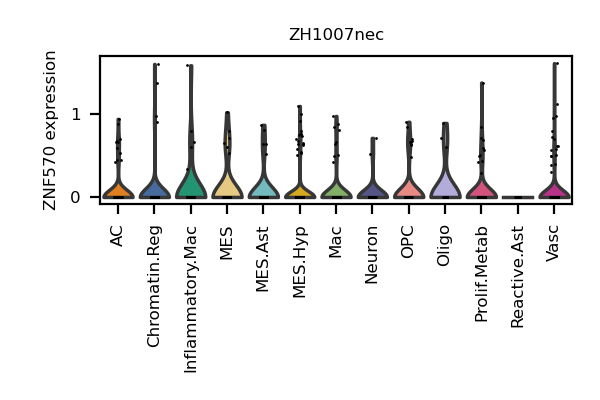 ZH1007nec
ZNF570 expression
1
0
AC
Chromatin.Reg
Inflammatory.Mac
MES
MES.Ast
MES.Hyp
Mac
Neuron
OPC
Oligo
Prolif.Metab
Reactive.Ast
Vasc